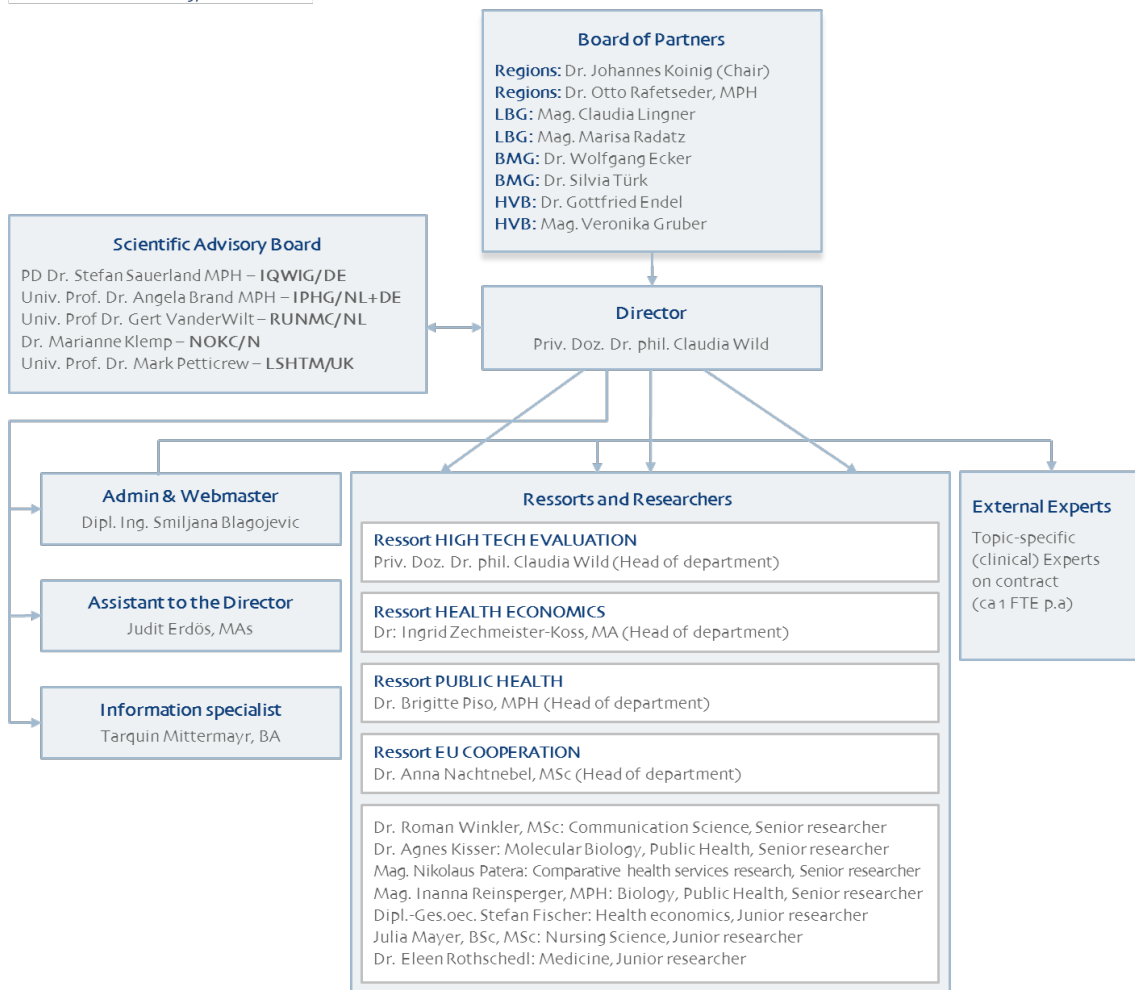 Board of Partners
Regions: Dr. Johannes Koinig (Chair)
Regions: Dr. Otto Rafetseder, MPH
LBG: Mag. Claudia Lingner
LBG: Mag. Marisa Radatz
BMG: Dr. Wolfgang Ecker
BMG: Dr. Silvia Türk
HVB: Dr. Gottfried Endel
HVB: Mag. Veronika Gruber
Scientific Advisory Board
PD Dr. Stefan Sauerland MPH – IQWIG/DE
Univ. Prof. Dr. Angela Brand MPH – IPHG/NL+DE
Univ. Prof Dr. Gert VanderWilt – RUNMC/NL
Dr. Marianne Klemp – NOKC/N
Univ. Prof. Dr. Mark Petticrew – LSHTM/UK
Director
Priv. Doz. Dr. phil. Claudia Wild
Admin & Webmaster
Dipl. Ing. Smiljana Blagojevic
Assistant to the Director
Judit Erdös, MAs
Information specialist
Tarquin Mittermayr, BA
Ressorts and Researchers
Ressort HIGH TECH EVALUATION
Priv. Doz. Dr. phil. Claudia Wild (Head of department)
Ressort HEALTH ECONOMICS
Dr: Ingrid Zechmeister-Koss, MA (Head of department)
Ressort PUBLIC HEALTH
Dr. Brigitte Piso, MPH (Head of department)
Ressort EU COOPERATION
Dr. Anna Nachtnebel, MSc (Head of department)
Dr. Roman Winkler, MSc: Communication Science, Senior researcher
Dr. Agnes Kisser: Molecular Biology, Public Health, Senior researcher
Mag. Nikolaus Patera: Comparative health services research, Senior researcher
Mag. Inanna Reinsperger, MPH: Biology, Public Health, Senior researcher
Dipl.-Ges.oec. Stefan Fischer: Health economics, Junior researcher
Julia Mayer, BSc, MSc: Nursing Science, Junior researcher
Dr. Eleen Rothschedl: Medicine, Junior researcher
External Experts
Topic-specific
(clinical) Experts
on contract
(ca 1 FTE p.a)